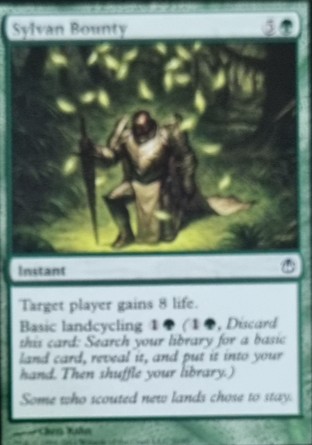 Sylvan Bounty 5
Instant
Target player gains 8 life.
Basic landcycling 1 (1 , Discard
this card: Search your library for a basic
land card, reveal it, and put it into your
hand. Then shuffle your library.)
Some who scouted new lands chose to stay.
Chris Rahn